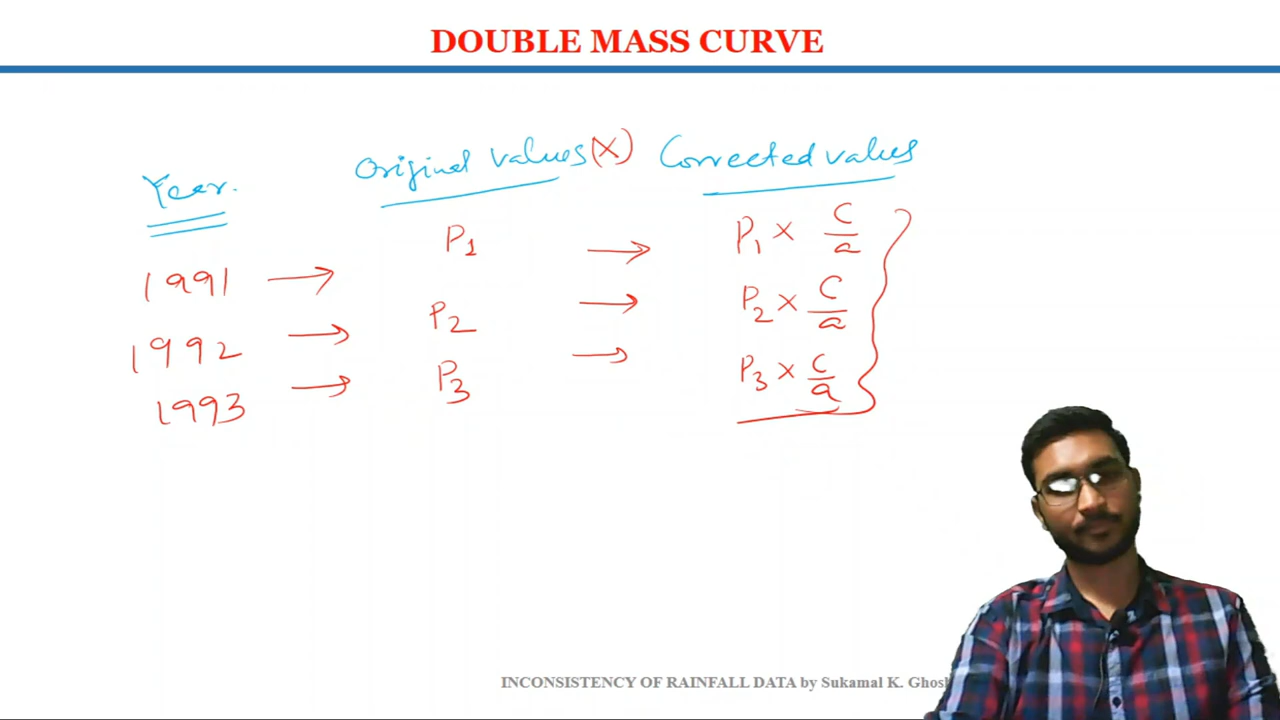 DOUBLE MASS CURVE
Year. Original values (X) Corrected values
1991 → P1 → P1 × c/a
1992 → P2 → P2 × c/a
1993 → P3 → P3 × c/a
INCONSISTENCY OF RAINFALL DATA by Sukamal K. Ghosh